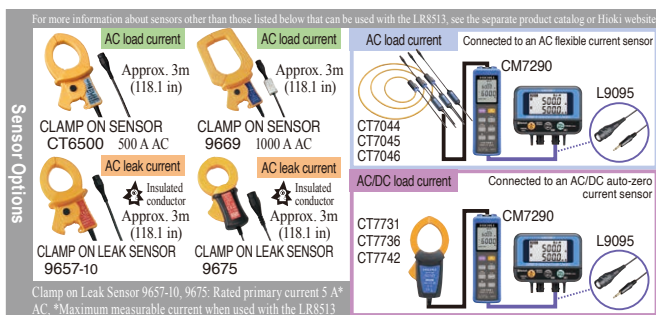 For more information about sensors other than those listed below that can be used with the LR8513, see the separate product catalog or Hioki website
Sensor Options
AC load current
Approx. 3m
(118.1 in)
CLAMP ON SENSOR
CT6500 500 A AC
AC load current
Approx. 3m
(118.1 in)
CLAMP ON SENSOR
9669 1000 A AC
AC leak current
Insulated
conductor
Approx. 3m
(118.1 in)
CLAMP ON LEAK SENSOR
9657-10
AC leak current
Insulated
conductor
Approx. 3m
(118.1 in)
CLAMP ON LEAK SENSOR
9675
Clamp on Leak Sensor 9657-10, 9675: Rated primary current 5 A*
AC, *Maximum measurable current when used with the LR8513
AC load current
Connected to an AC flexible current sensor
CM7290
L9095
CT7044
CT7045
CT7046
AC/DC load current
Connected to an AC/DC auto-zero
current sensor
CM7290
L9095
CT7731
CT7736
CT7742